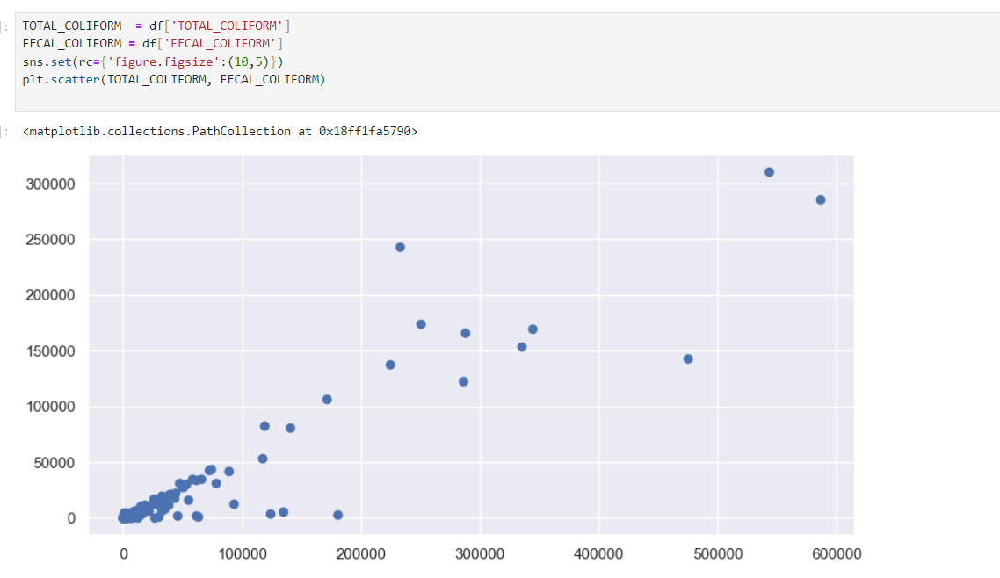 ]: TOTAL_COLIFORM  = df['TOTAL_COLIFORM']
FECAL_COLIFORM = df['FECAL_COLIFORM']
sns.set(rc={'figure.figsize':(10,5)})
plt.scatter(TOTAL_COLIFORM, FECAL_COLIFORM)
]: <matplotlib.collections.PathCollection at 0x18ff1fa5790>
300000
250000
200000
150000
100000
50000
0
0 100000 200000 300000 400000 500000 600000